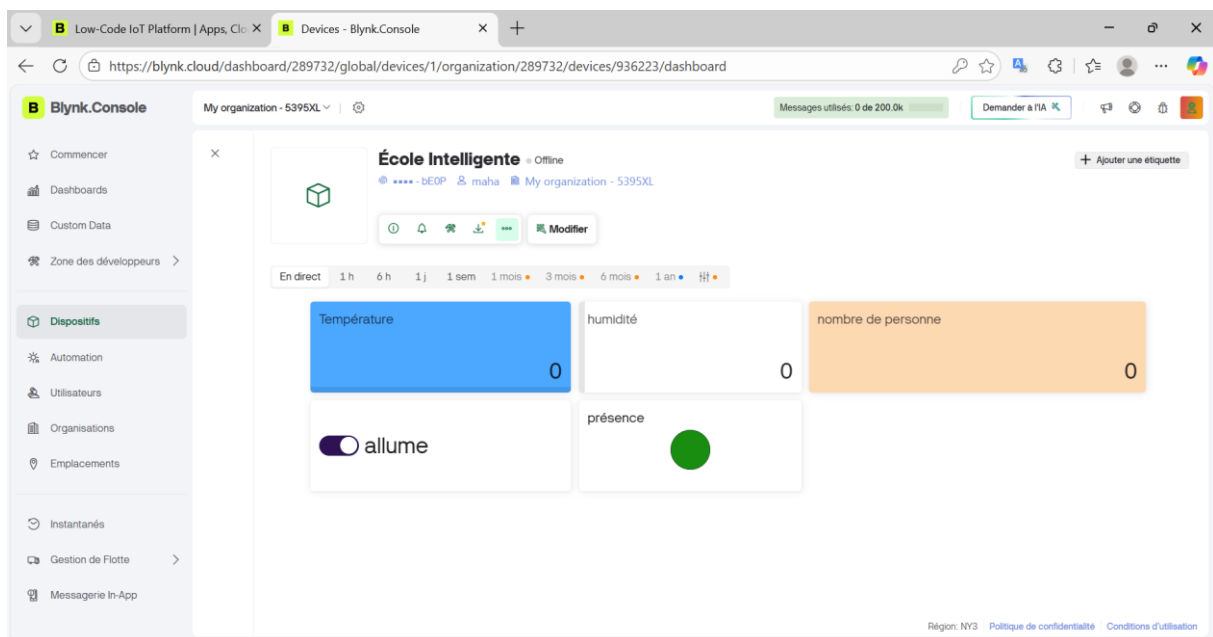 B Low-Code IoT Platform | Apps, Clo
B Devices - Blynk.Console
https://blynk.cloud/dashboard/289732/global/devices/1/organization/289732/devices/936223/dashboard
B Blynk.Console
My organization - 5395XL
Messages utilisés: 0 de 200.0k
Demander à l'IA
Commencer
Dashboards
Custom Data
Zone des développeurs
Dispositifs
Automation
Utilisateurs
Organisations
Emplacements
Instantanés
Gestion de Flotte
Messagerie In-App
École Intelligente Offline
•••• - bE0P maha My organization - 5395XL
Ajouter une étiquette
Modifier
En direct 1 h 6 h 1 j 1 sem 1 mois 3 mois 6 mois 1 an
Température
0
humidité
0
nombre de personne
0
allume
présence
Région: NY3 Politique de confidentialité Conditions d'utilisation